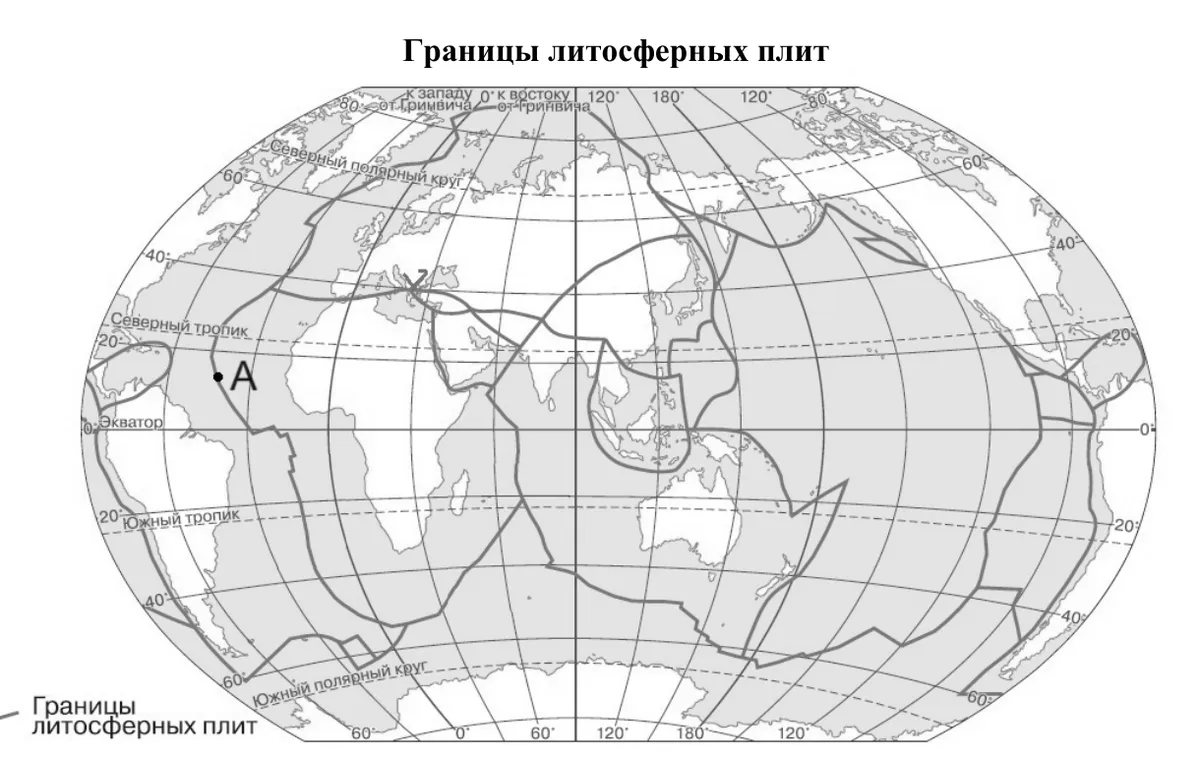 Границы литосферных плит
к западу 0° к востоку 120° 180° 120° 80°
80° от Гринвича от Гринвича
Северный полярный круг
60° 60°
40° 40°
Северный тропик
20° 20°
А
Экватор
0° 0°
20° 20°
Южный тропик
40° 40°
60° 60°
Южный полярный круг
Границы
литосферных плит
60° 0° 60° 120° 180° 120°